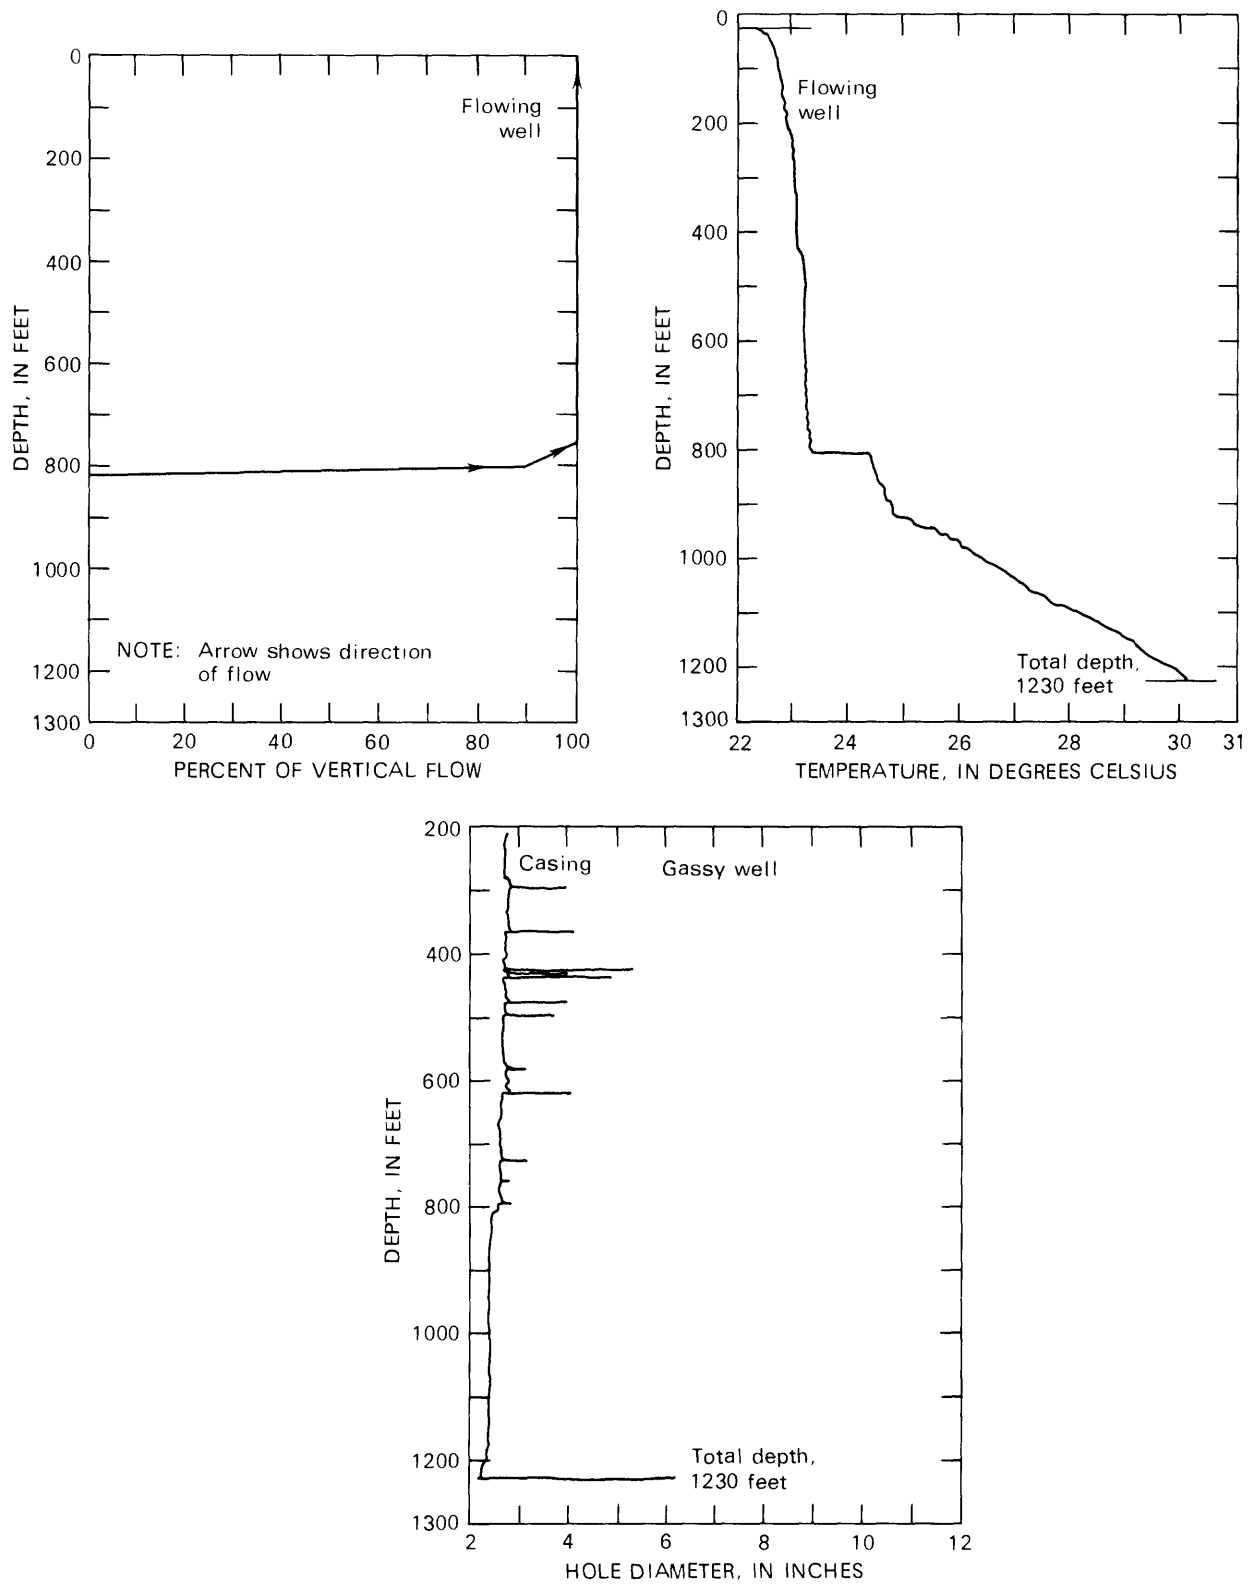 0
200
400
600
800
1000
1200
1300
DEPTH, IN FEET
Flowing
well
NOTE: Arrow shows direction
of flow
0 20 40 60 80 100
PERCENT OF VERTICAL FLOW
0
200
400
600
800
1000
1200
1300
DEPTH, IN FEET
Flowing
well
Total depth,
1230 feet
22 24 26 28 30 31
TEMPERATURE, IN DEGREES CELSIUS
200
400
600
800
1000
1200
1300
DEPTH, IN FEET
Casing Gassy well
Total depth,
1230 feet
2 4 6 8 10 12
HOLE DIAMETER, IN INCHES